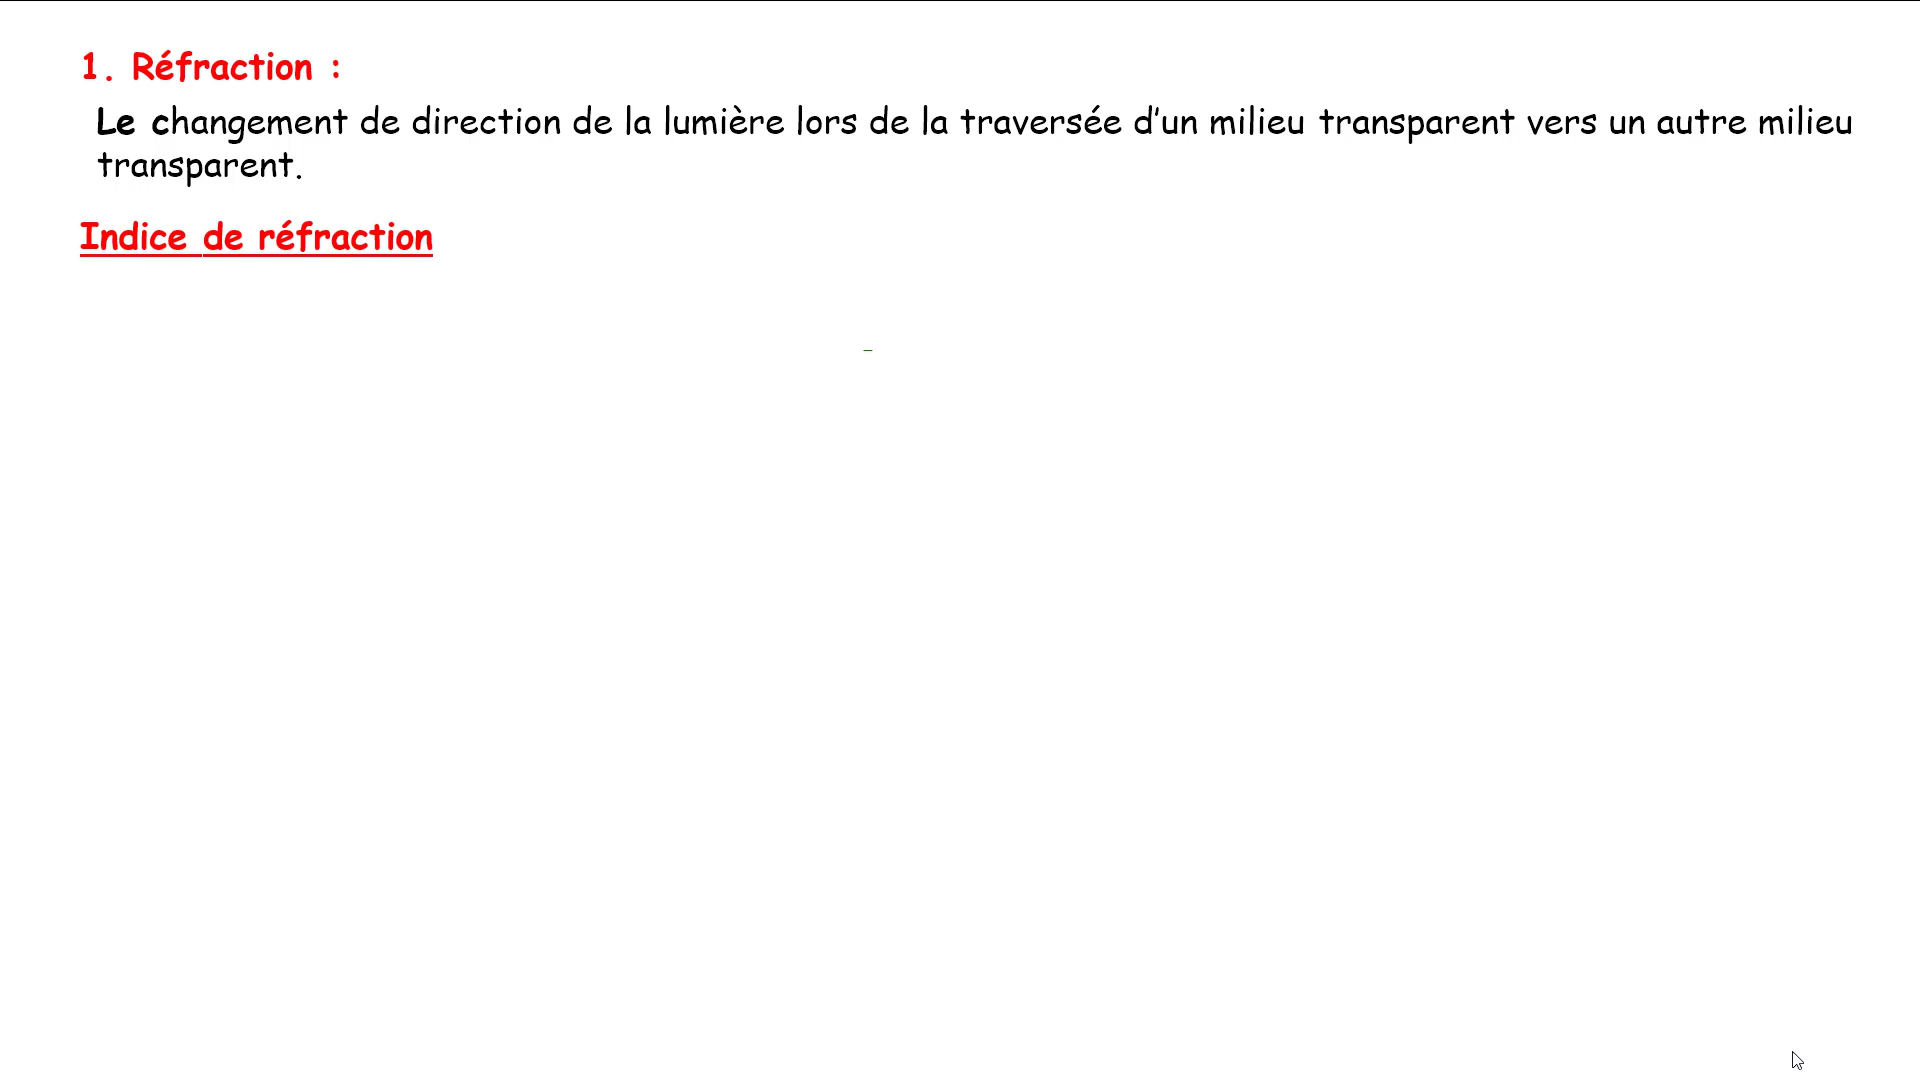 1. Réfraction :
Le changement de direction de la lumière lors de la traversée d’un milieu transparent vers un autre milieu
transparent.
Indice de réfraction